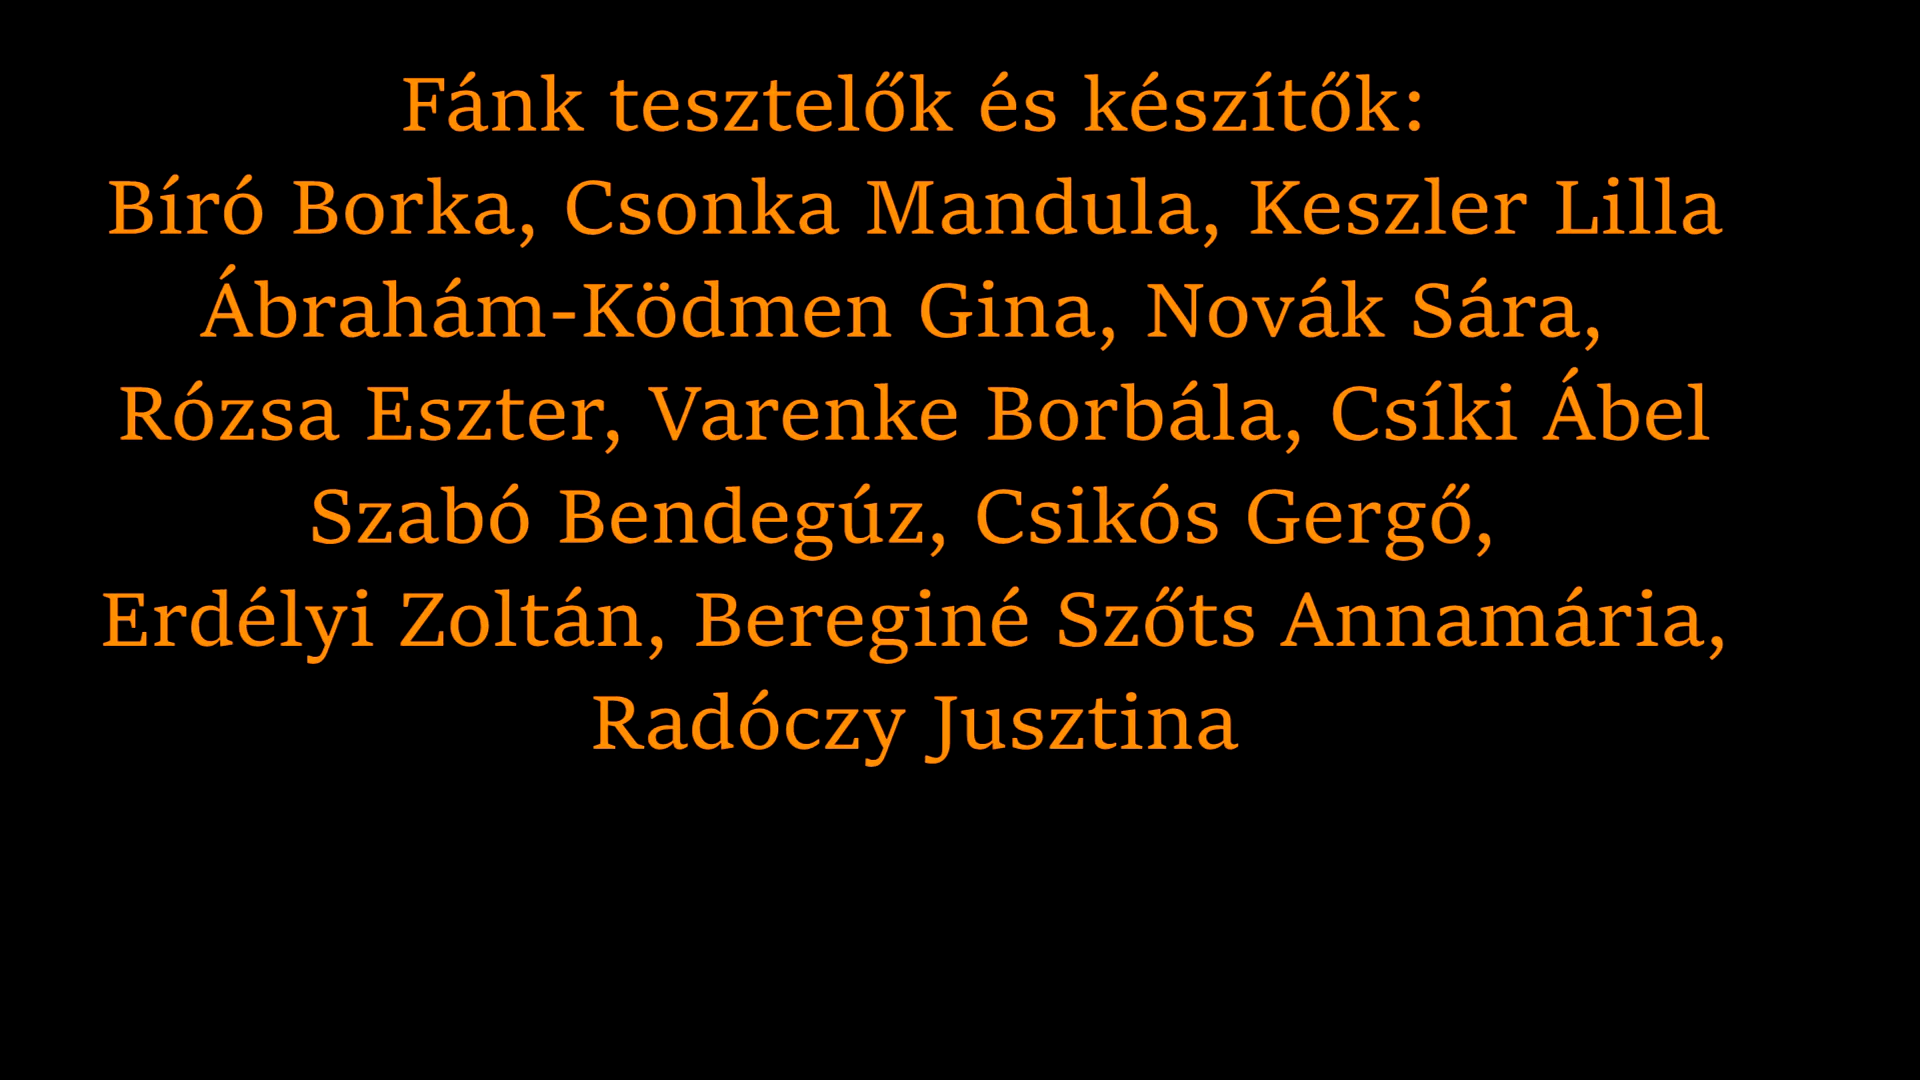 Fánk tesztelők és készítők:
Bíró Borka, Csonka Mandula, Keszler Lilla
Ábrahám-Ködmen Gina, Novák Sára,
Rózsa Eszter, Varenke Borbála, Csíki Ábel
Szabó Bendegúz, Csikós Gergő,
Erdélyi Zoltán, Bereginé Szőts Annamária,
Radóczy Jusztina